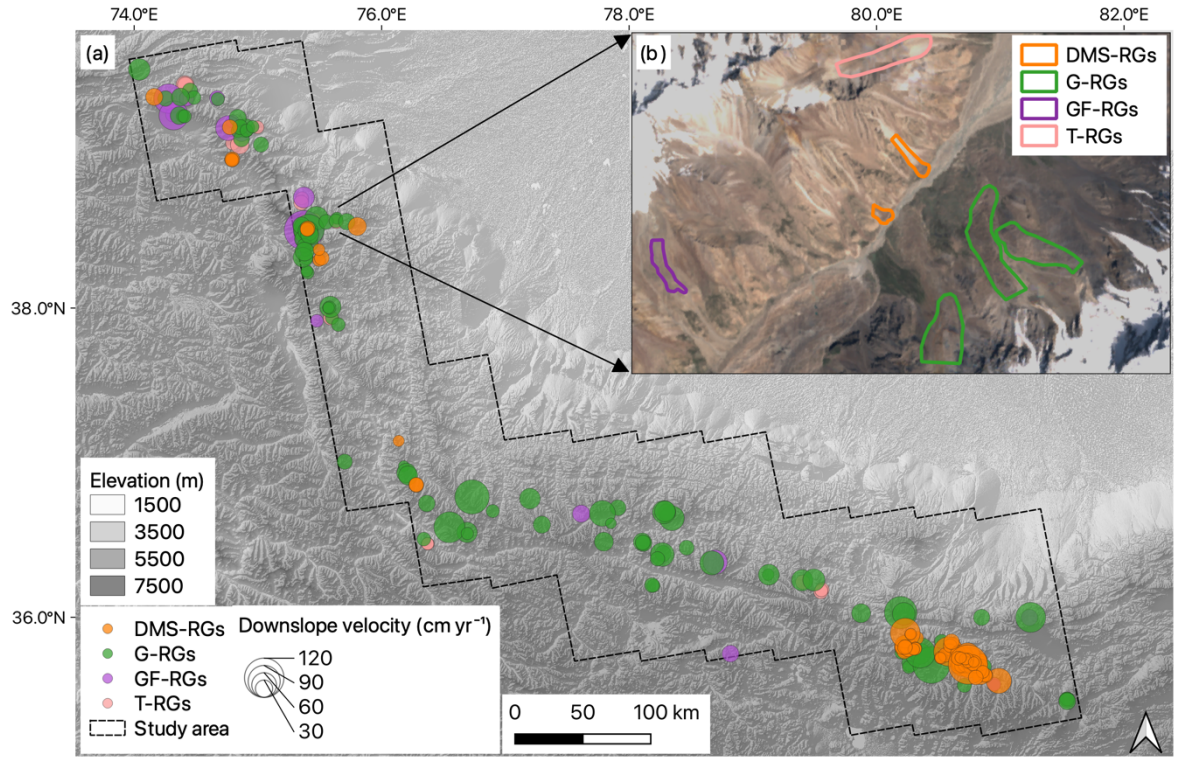 74.0°E 76.0°E 78.0°E 80.0°E 82.0°E
(a)
(b)
DMS-RGs
G-RGs
GF-RGs
T-RGs
38.0°N
36.0°N
Elevation (m)
1500
3500
5500
7500
DMS-RGs
G-RGs
GF-RGs
T-RGs
Study area
Downslope velocity (cm yr⁻¹)
120
90
60
30
0 50 100 km